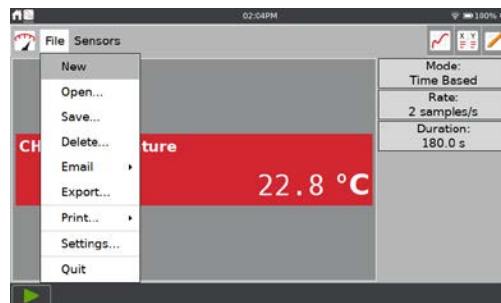 02:04PM
100%
File Sensors
New
Open...
Save...
Delete...
Email
Export...
Print...
Settings...
Quit
CH
ture
22.8 °C
X Y
Mode:
Time Based
Rate:
2 samples/s
Duration:
180.0 s